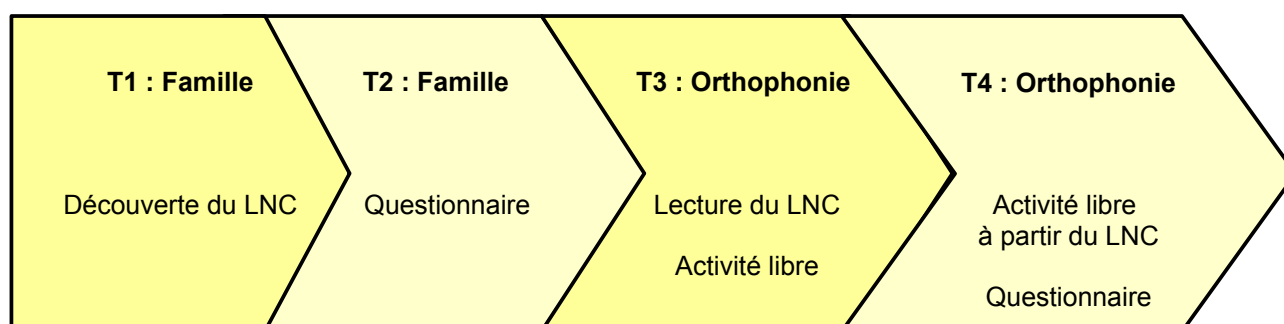 T1 : Famille
Découverte du LNC
T2 : Famille
Questionnaire
T3 : Orthophonie
Lecture du LNC
Activité libre
T4 : Orthophonie
Activité libre
à partir du LNC
Questionnaire